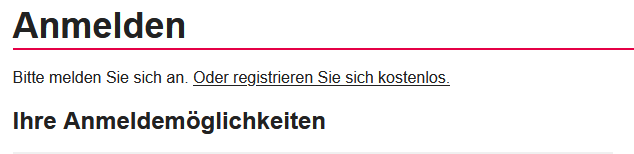 Anmelden
Bitte melden Sie sich an. Oder registrieren Sie sich kostenlos.
Ihre Anmeldemöglichkeiten